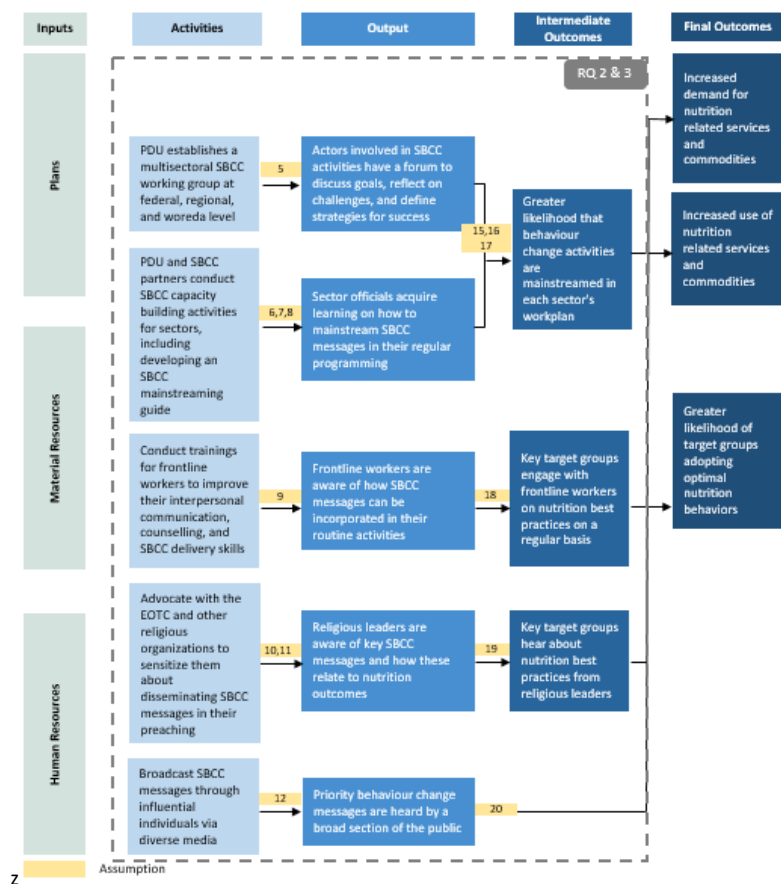 Inputs
Activities
Output
Intermediate
Outcomes
Final Outcomes
RQ 2 & 3
Plans
Material Resources
Human Resources
PDU establishes a
multisectoral SBCC
working group at
federal, regional,
and woreda level
5
Actors involved in SBCC
activities have a forum to
discuss goals, reflect on
challenges, and define
strategies for success
15,16
17
Greater
likelihood that
behaviour
change activities
are
mainstreamed in
each sector's
workplan
Increased
demand for
nutrition
related services
and
commodities
Increased use of
nutrition
related services
and
commodities
PDU and SBCC
partners conduct
SBCC capacity
building activities
for sectors,
including
developing an
SBCC
mainstreaming
guide
6,7,8
Sector officials acquire
learning on how to
mainstream SBCC
messages in their regular
programming
Conduct trainings
for frontline
workers to improve
their interpersonal
communication,
counselling, and
SBCC delivery skills
9
Frontline workers are
aware of how SBCC
messages can be
incorporated in their
routine activities
18
Key target groups
engage with
frontline workers
on nutrition best
practices on a
regular basis
Greater
likelihood of
target groups
adopting
optimal
nutrition
behaviors
Advocate with the
EOTC and other
religious
organizations to
sensitize them
about
disseminating SBCC
messages in their
preaching
10,11
Religious leaders are
aware of key SBCC
messages and how these
relate to nutrition
outcomes
19
Key target groups
hear about
nutrition best
practices from
religious leaders
Broadcast SBCC
messages through
influential
individuals via
diverse media
12
Priority behaviour change
messages are heard by a
broad section of the public
20
z
Assumption